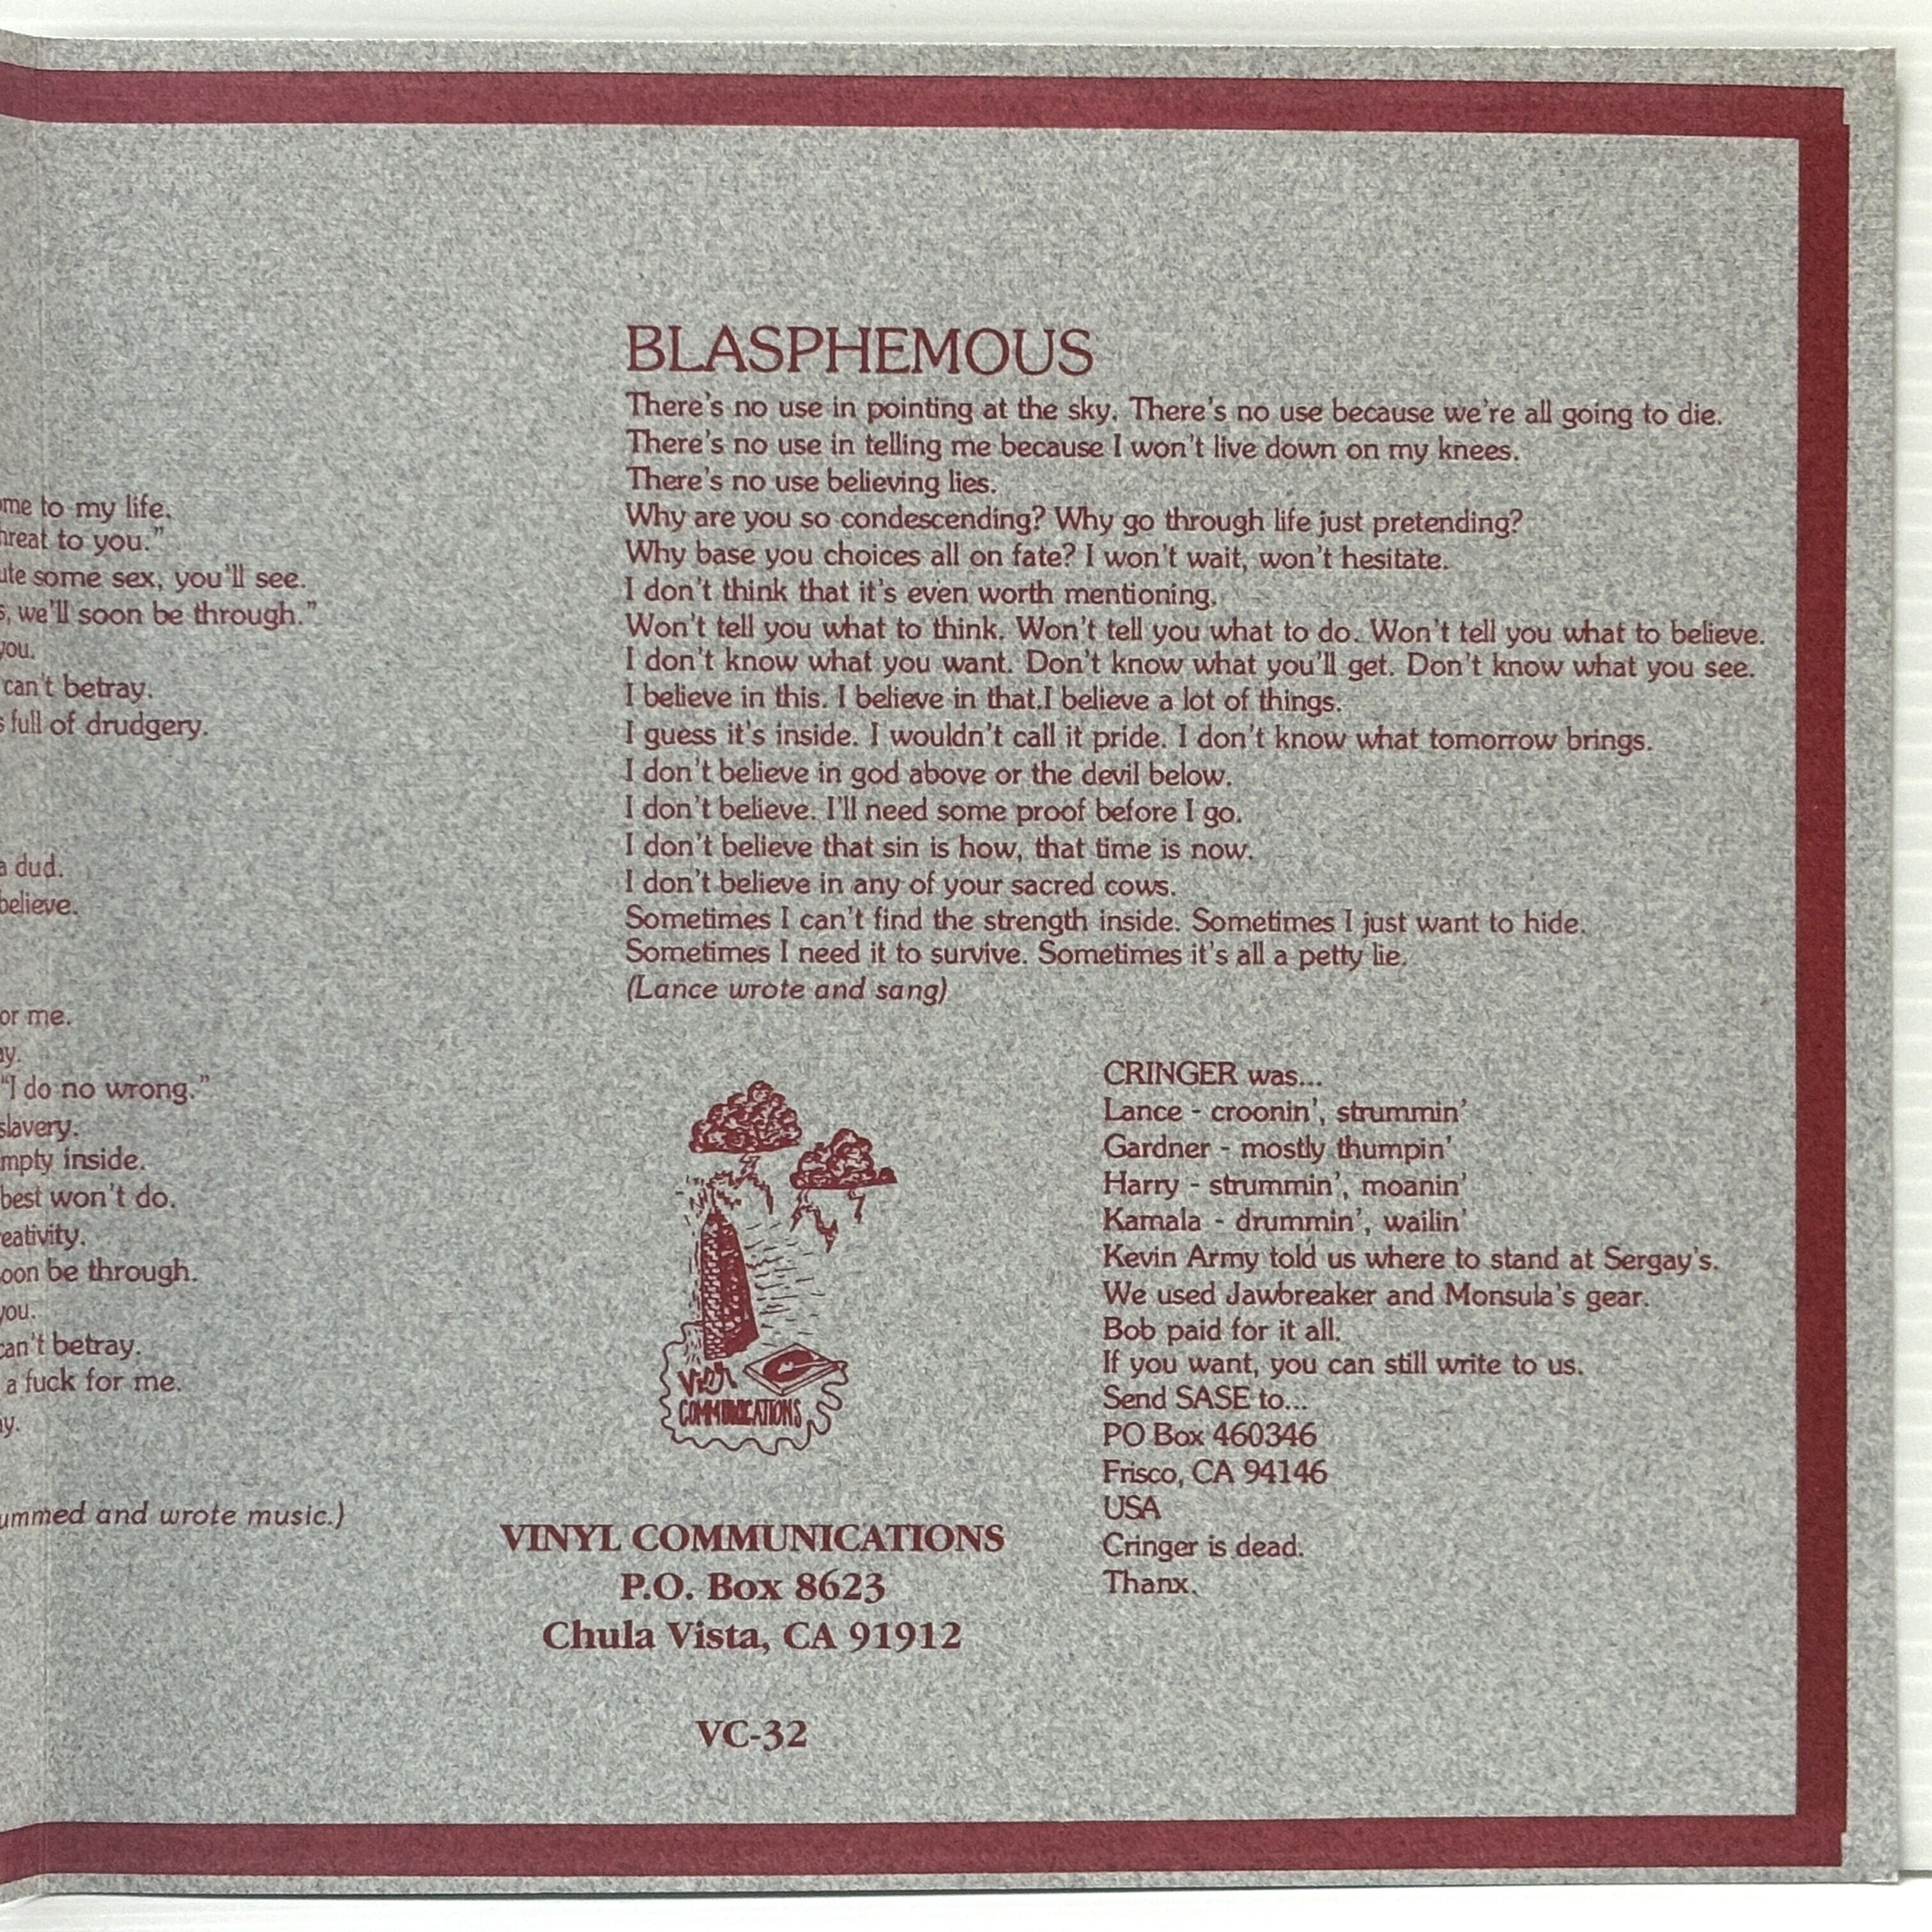 me to my life.
hreat to you."
ute some sex, you'll see.
s, we'll soon be through."
you.
can't betray.
s full of drudgery.
a dud.
believe.
or me.
ay.
"I do no wrong."
slavery.
mpty inside.
best won't do.
eativity.
oon be through.
you.
can't betray.
a fuck for me.
y.
ummed and wrote music.)
BLASPHEMOUS
There's no use in pointing at the sky. There's no use because we're all going to die.
There's no use in telling me because I won't live down on my knees.
There's no use believing lies.
Why are you so condescending? Why go through life just pretending?
Why base you choices all on fate? I won't wait, won't hesitate.
I don't think that it's even worth mentioning.
Won't tell you what to think. Won't tell you what to do. Won't tell you what to believe.
I don't know what you want. Don't know what you'll get. Don't know what you see.
I believe in this. I believe in that.I believe a lot of things.
I guess it's inside. I wouldn't call it pride. I don't know what tomorrow brings.
I don't believe in god above or the devil below.
I don't believe. I'll need some proof before I go.
I don't believe that sin is how, that time is now.
I don't believe in any of your sacred cows.
Sometimes I can't find the strength inside. Sometimes I just want to hide.
Sometimes I need it to survive. Sometimes it's all a petty lie.
(Lance wrote and sang)
VINYL
COMMUNICATIONS
VINYL COMMUNICATIONS
P.O. Box 8623
Chula Vista, CA 91912
VC-32
CRINGER was...
Lance - croonin', strummin'
Gardner - mostly thumpin'
Harry - strummin', moanin'
Kamala - drummin', wailin'
Kevin Army told us where to stand at Sergay's.
We used Jawbreaker and Monsula's gear.
Bob paid for it all.
If you want, you can still write to us.
Send SASE to...
PO Box 460346
Frisco, CA 94146
USA
Cringer is dead.
Thanx.